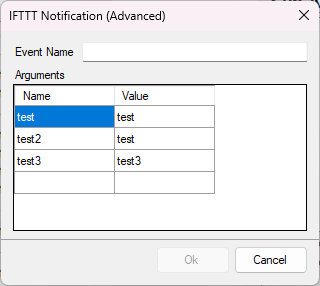 IFTTT Notification (Advanced)
Event Name
Arguments
Name Value
test test
test2 test
test3 test3
Ok Cancel